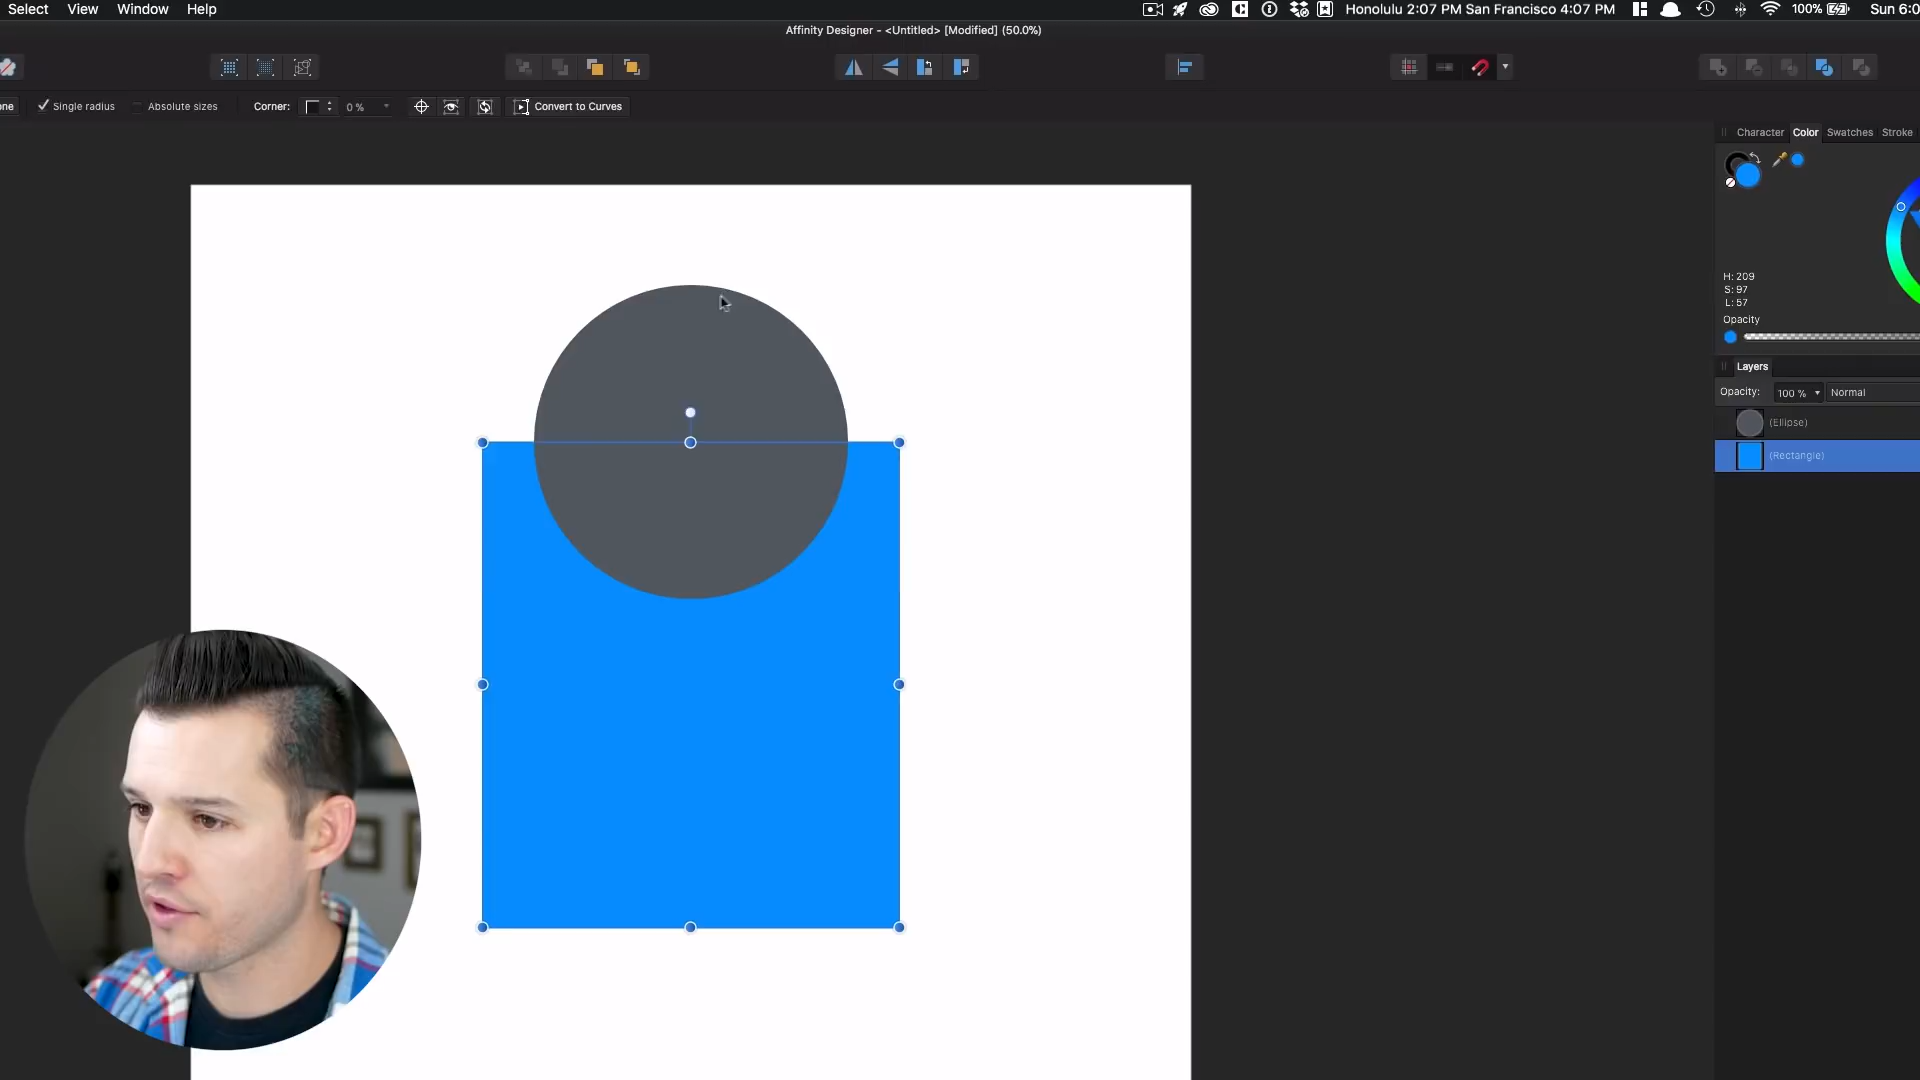 Select View Window Help Honolulu 2:07 PM San Francisco 4:07 PM 100% Sun 6:0
Affinity Designer - <Untitled> [Modified] (50.0%)
one Single radius Absolute sizes Corner: 0 % Convert to Curves
Character Color Swatches Stroke
H: 209
S: 97
L: 57
Opacity
Layers
Opacity: 100 % Normal
(Ellipse)
(Rectangle)